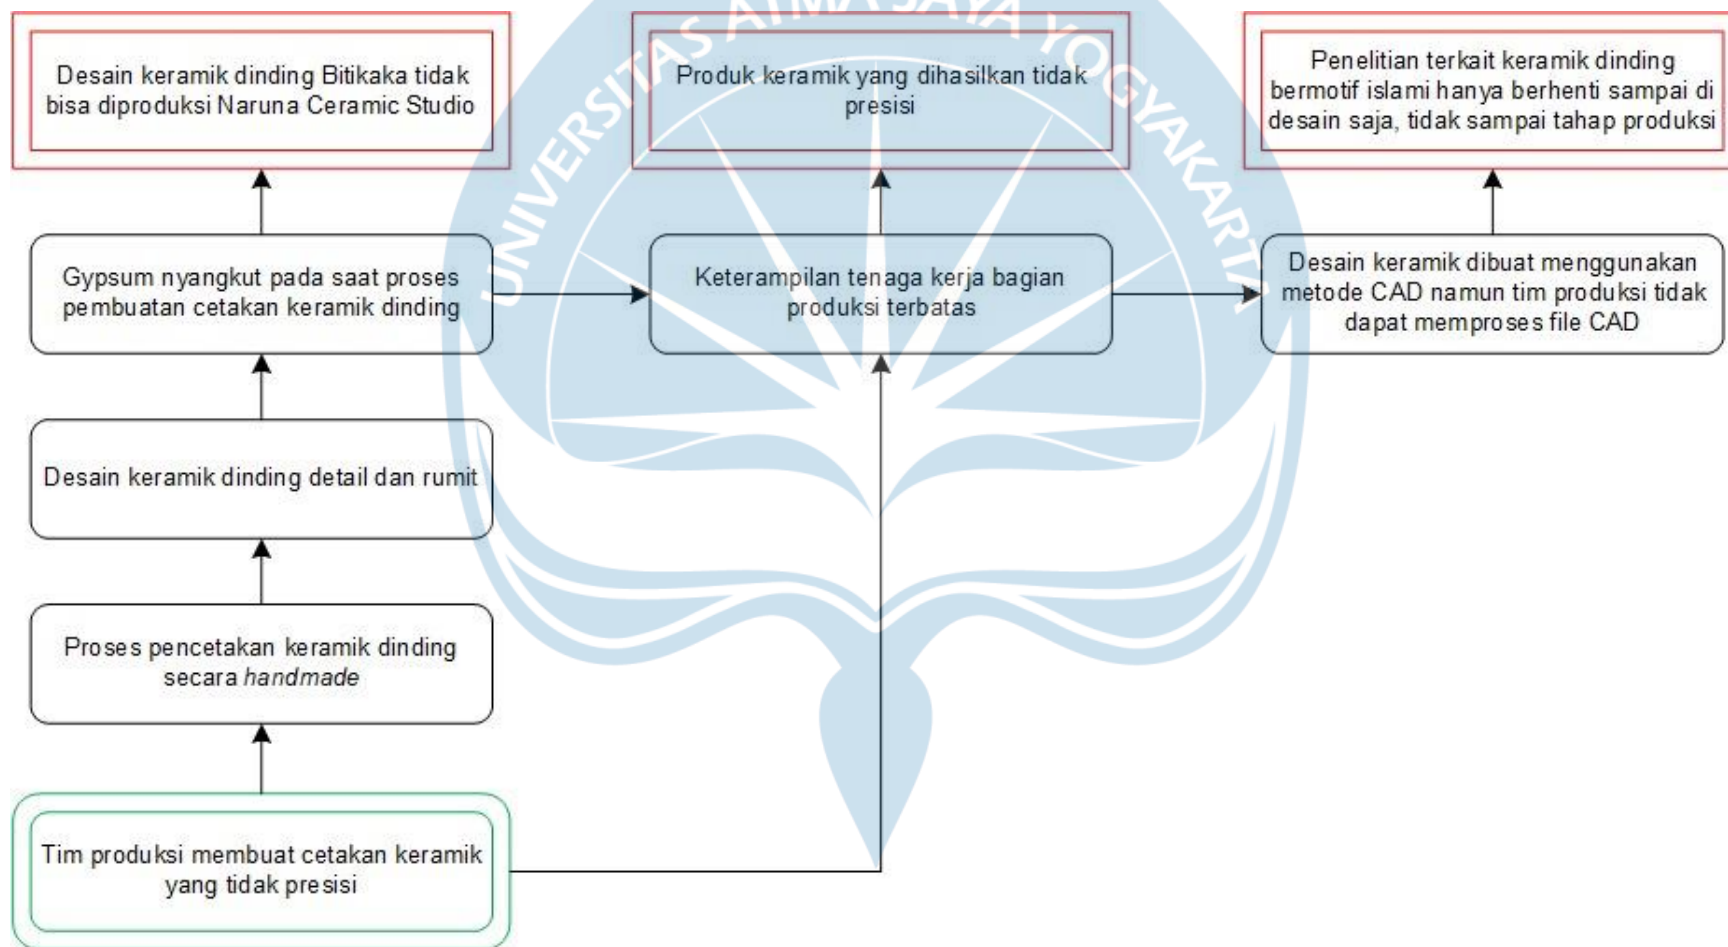 UNIVERSITAS ATMA JAYA YOGYAKARTA
Desain keramik dinding Bitikaka tidak
bisa diproduksi Naruna Ceramic Studio
Produk keramik yang dihasilkan tidak
presisi
Penelitian terkait keramik dinding
bermotif islami hanya berhenti sampai di
desain saja, tidak sampai tahap produksi
Gypsum nyangkut pada saat proses
pembuatan cetakan keramik dinding
Keterampilan tenaga kerja bagian
produksi terbatas
Desain keramik dibuat menggunakan
metode CAD namun tim produksi tidak
dapat memproses file CAD
Desain keramik dinding detail dan rumit
Proses pencetakan keramik dinding
secara handmade
Tim produksi membuat cetakan keramik
yang tidak presisi